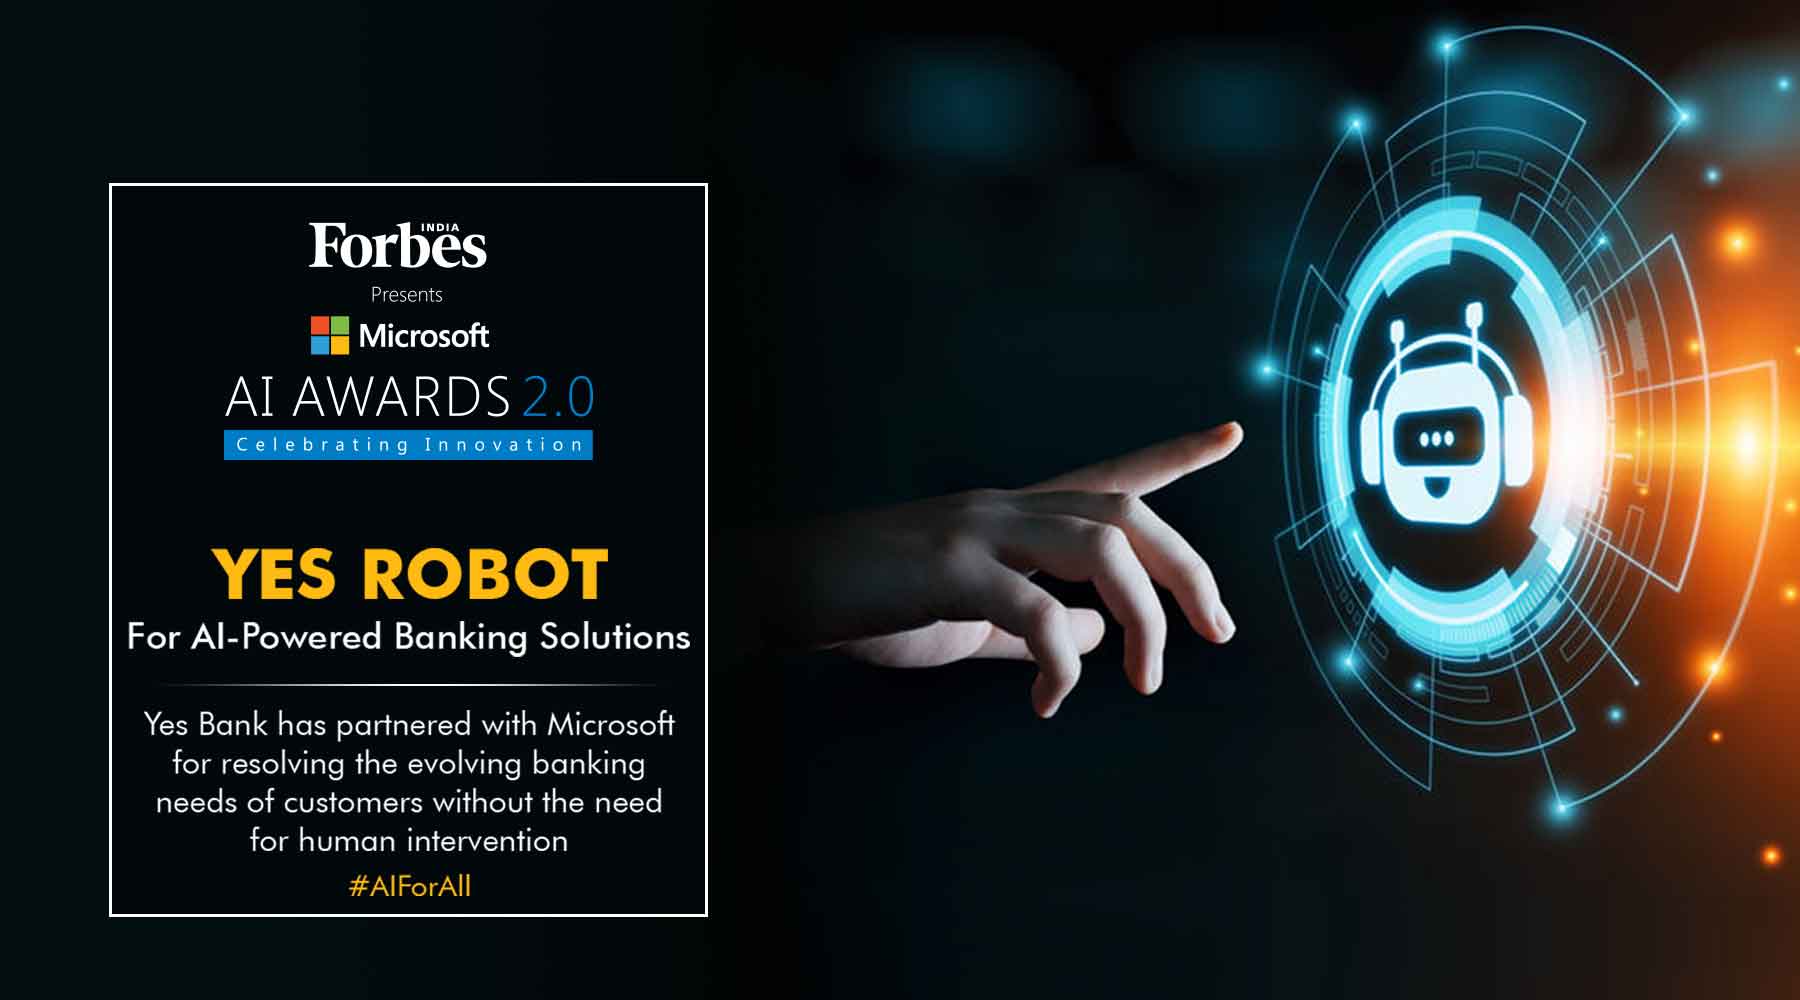 Forbes
INDIA
Presents
Microsoft
AI AWARDS 2.0
Celebrating Innovation
YES ROBOT
For AI-Powered Banking Solutions
Yes Bank has partnered with Microsoft
for resolving the evolving banking
needs of customers without the need
for human intervention
#AIForAll